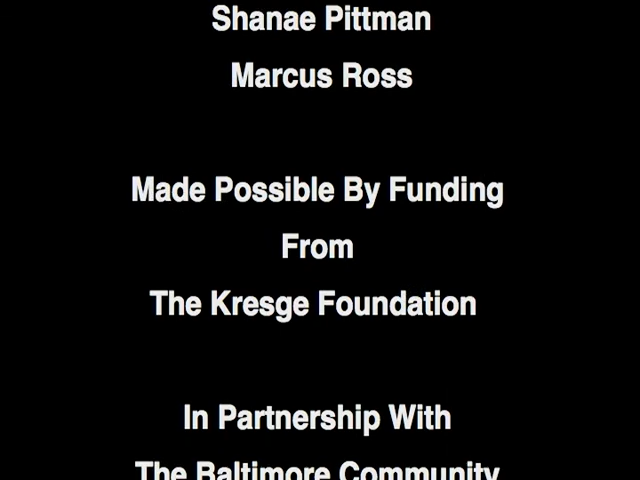 Shanae Pittman
Marcus Ross
Made Possible By Funding
From
The Kresge Foundation
In Partnership With
The Baltimore Community